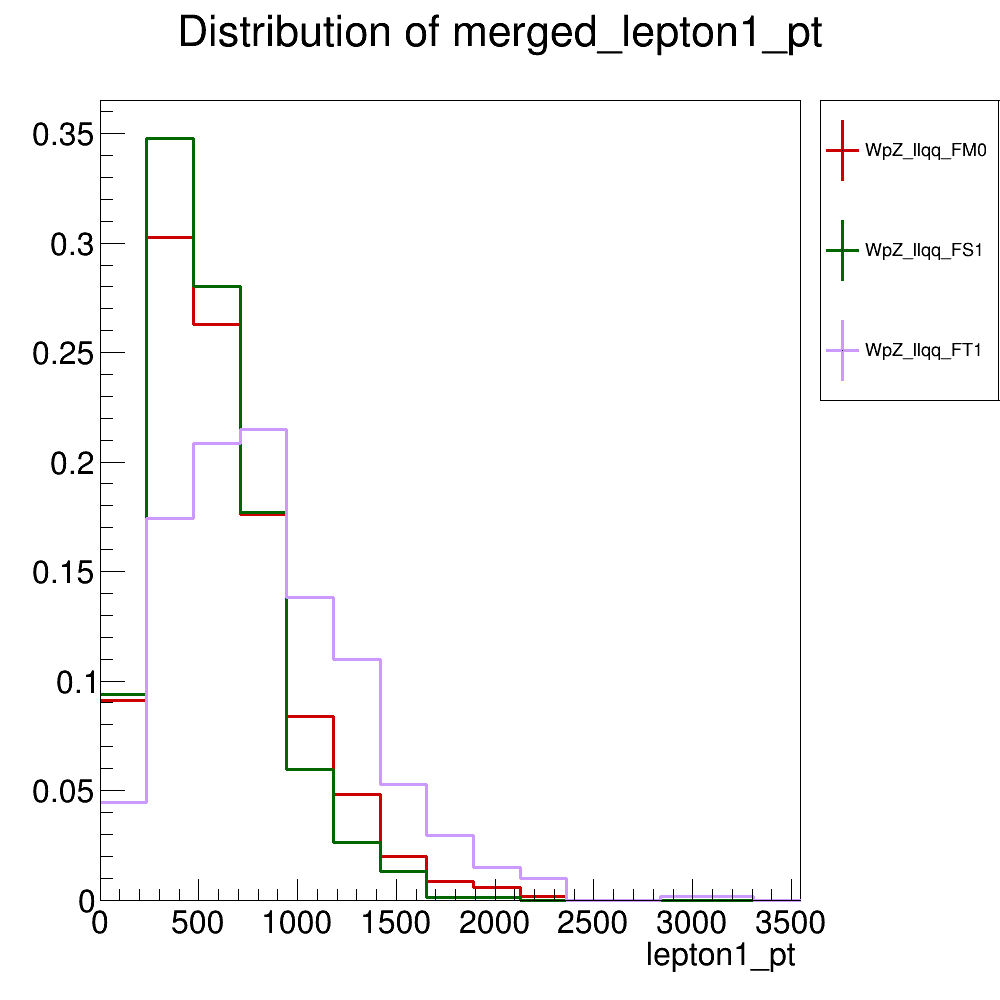 Distribution of merged_lepton1_pt
0.35
0.3
0.25
0.2
0.15
0.1
0.05
0
0 500 1000 1500 2000 2500 3000 3500
lepton1_pt
WpZ_llqq_FM0
WpZ_llqq_FS1
WpZ_llqq_FT1